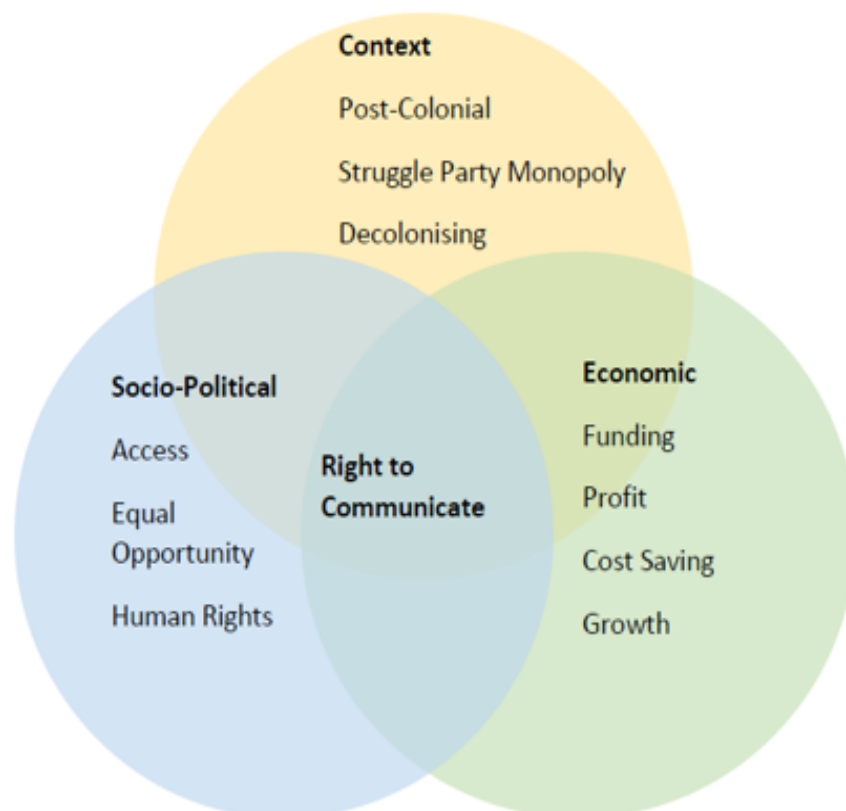 Context
Post-Colonial
Struggle Party Monopoly
Decolonising
Socio-Political
Access
Equal
Opportunity
Human Rights
Right to
Communicate
Economic
Funding
Profit
Cost Saving
Growth